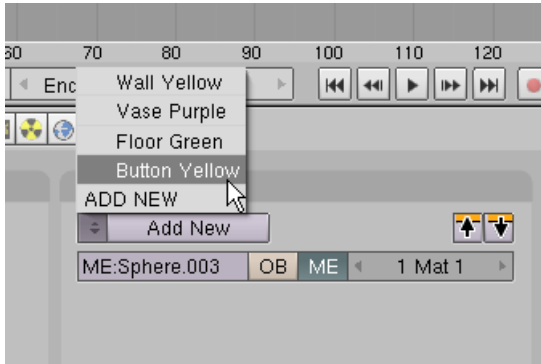 60 70 80 90 100 110 120
Enc
Wall Yellow
Vase Purple
Floor Green
Button Yellow
ADD NEW
Add New
ME:Sphere.003 OB ME 1 Mat 1